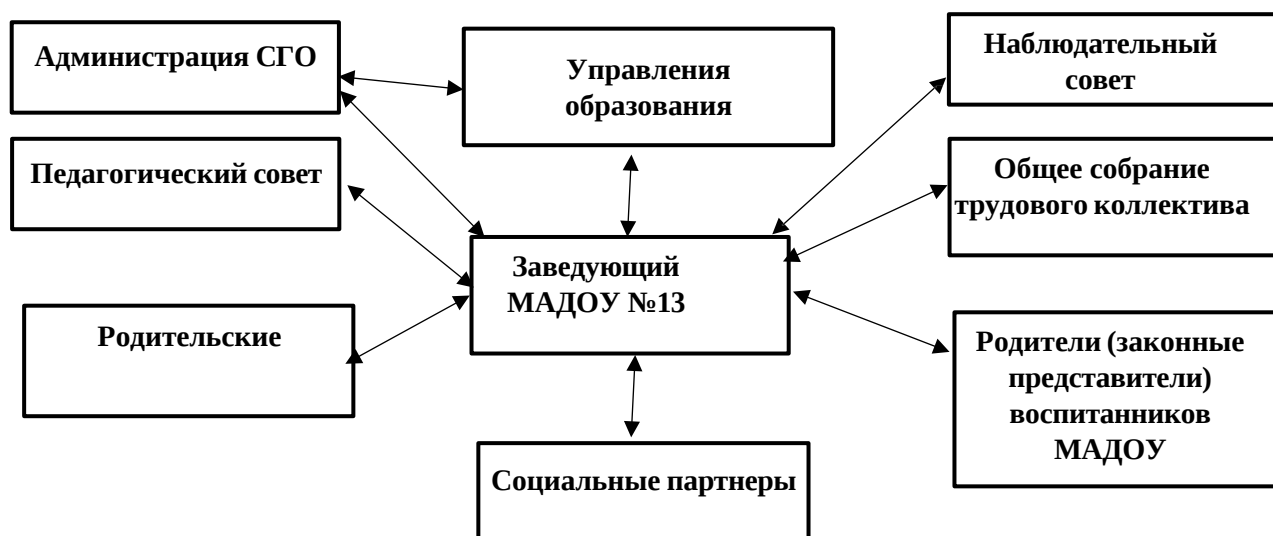 Администрация СГО
Управления
образования
Наблюдательный
совет
Педагогический совет
Общее собрание
трудового коллектива
Заведующий
МАДОУ №13
Родительские
Родители (законные
представители)
воспитанников
МАДОУ
Социальные партнеры